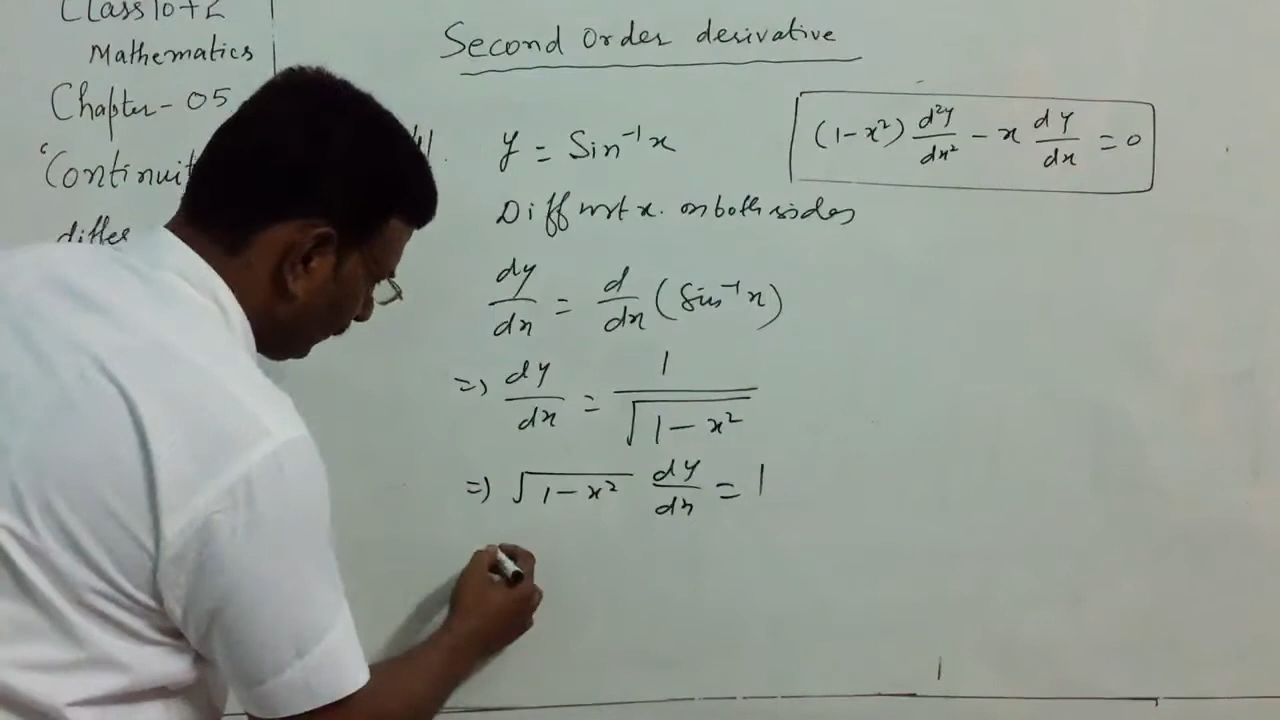 Class 10+2
Mathematics
Chapter - 05
Second Order derivative
y = Sin⁻¹x
(1-x²) d²y/dx² - x dy/dx = 0
Diff wrt x. on both sides
dy/dx = d/dx (Sin⁻¹x)
=) dy/dx = 1/√(1-x²)
=) √(1-x²) dy/dx = 1